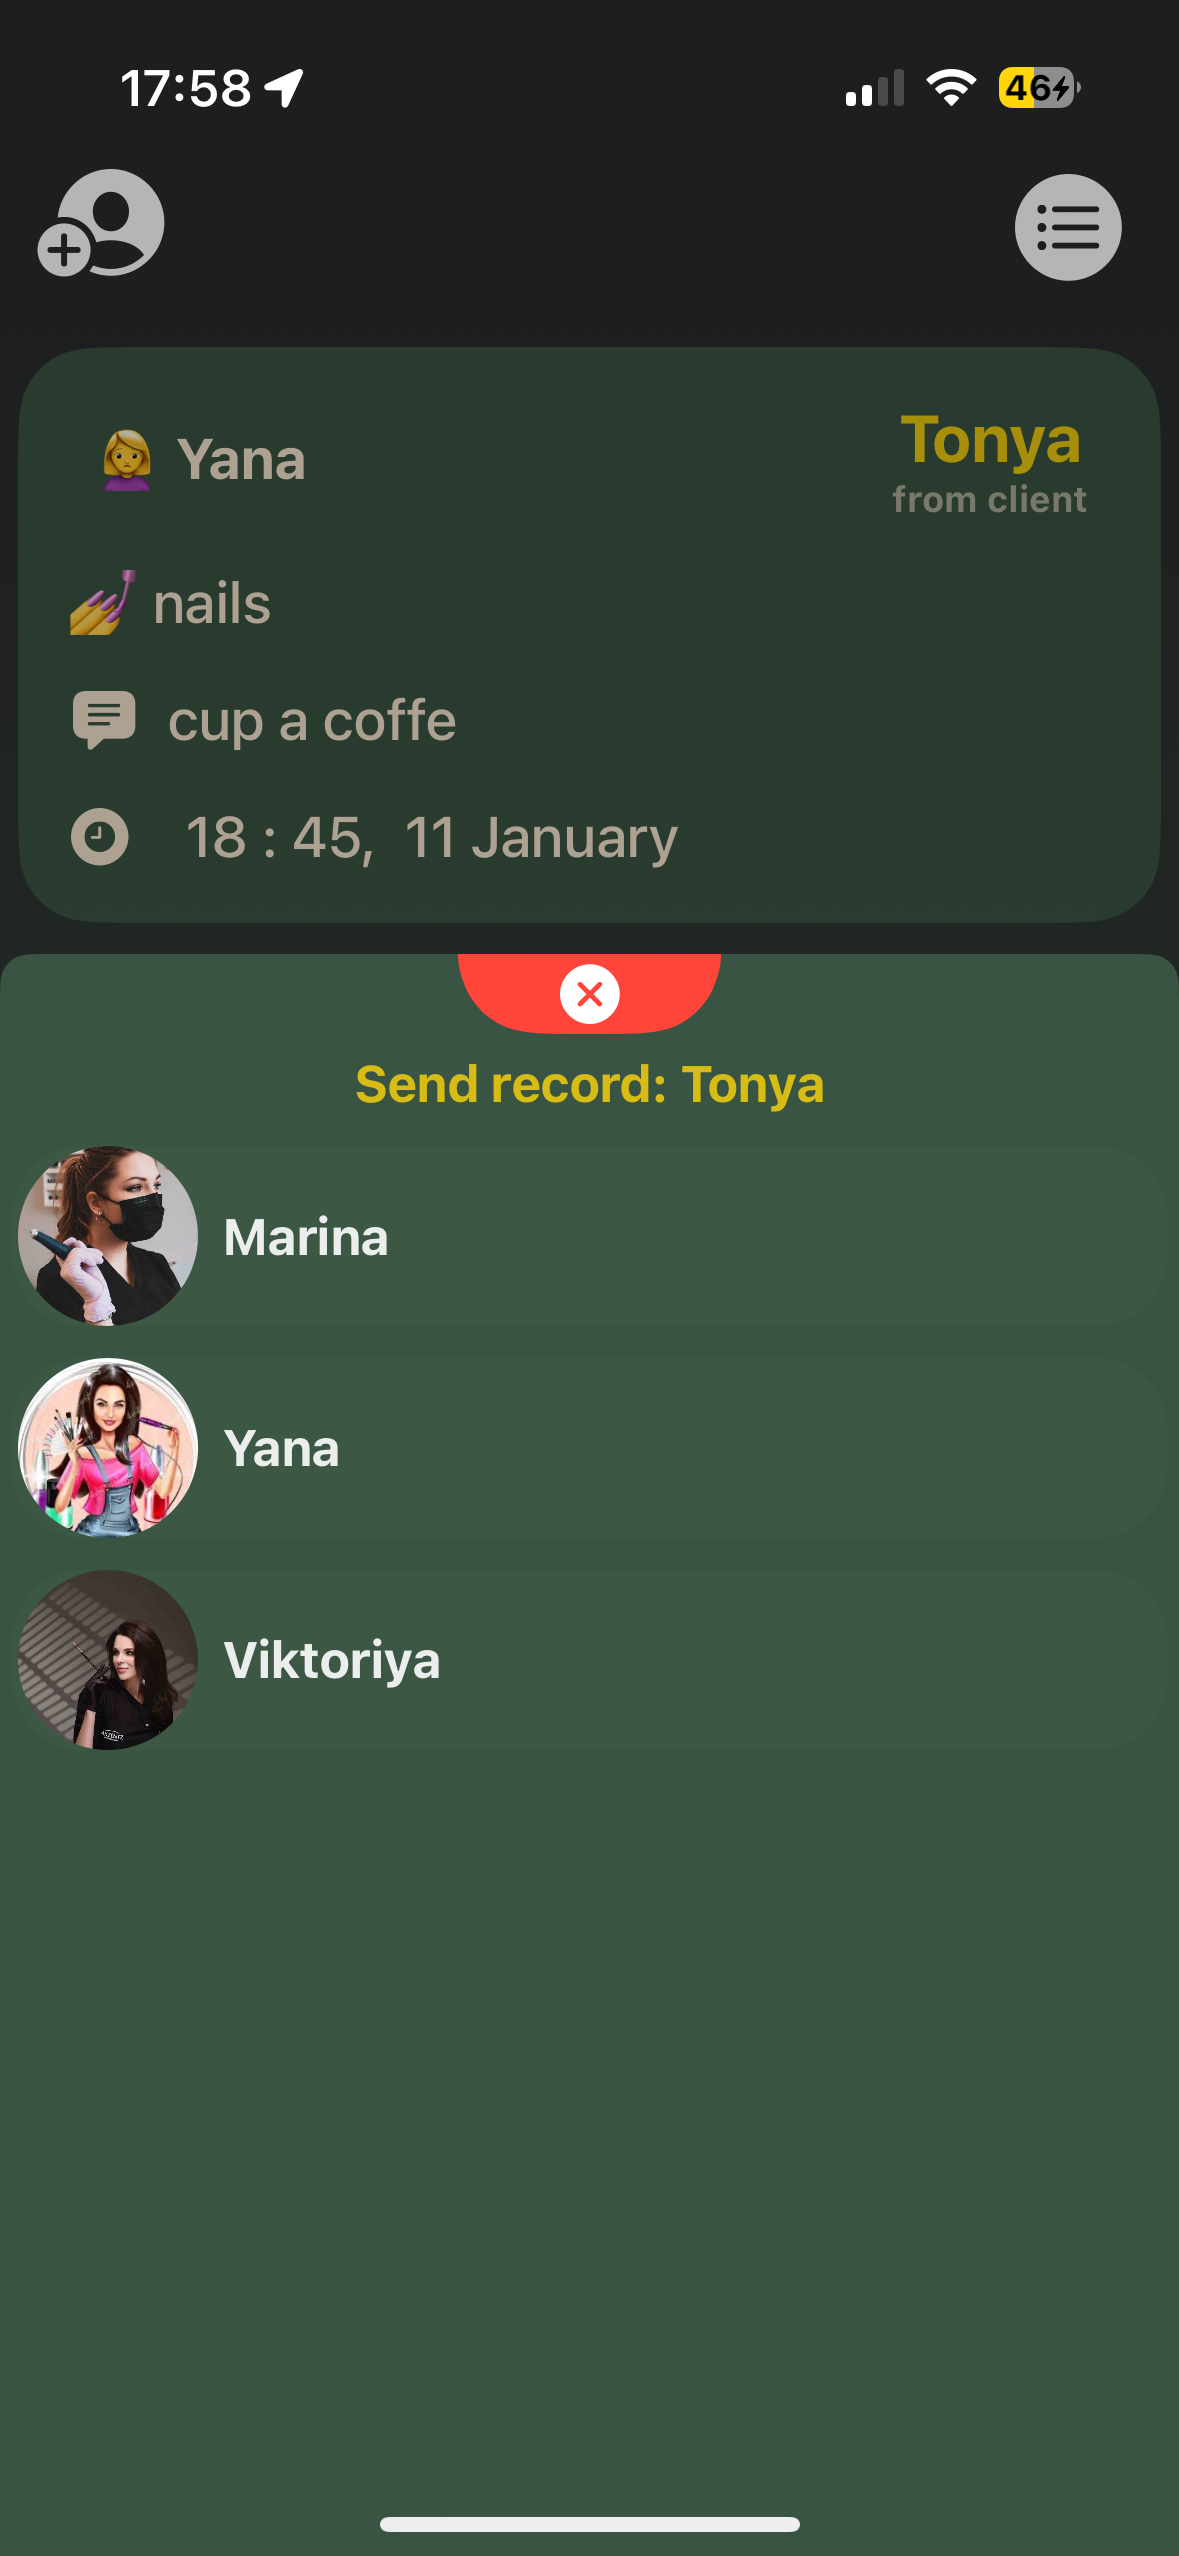 17:58
46
Yana
Tonya
from client
nails
cup a coffe
18 : 45, 11 January
Send record: Tonya
Marina
Yana
Viktoriya